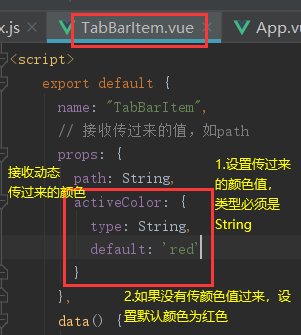 x.js TabBarItem.vue App.vu
<script>
export default {
name: "TabBarItem",
// 接收传过来的值，如path
props: {
path: String,
activeColor: {
type: String,
default: 'red'
}
},
data() {
接收动态
传过来的颜色
1.设置传过来
的颜色值，
类型必须是
String
2.如果没有传颜色值过来，设
置默认颜色为红色